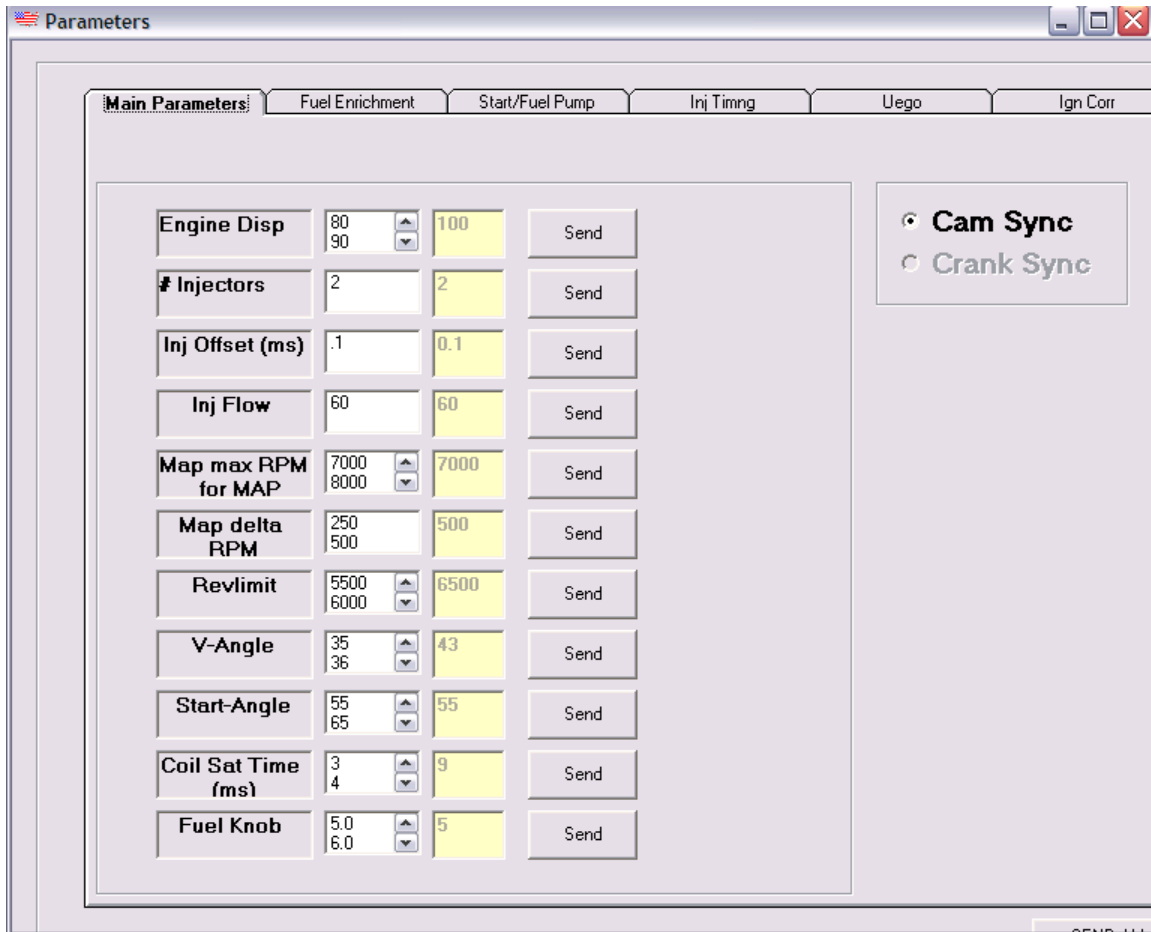 Parameters
Main Parameters Fuel Enrichment Start/Fuel Pump Inj Timng Uego Ign Corr
Engine Disp 80 100 Send
90
# Injectors 2 2 Send
Inj Offset (ms) .1 0.1 Send
Inj Flow 60 60 Send
Map max RPM 7000 7000 Send
for MAP 8000
Map delta 250 500 Send
RPM 500
Revlimit 5500 6500 Send
6000
V-Angle 35 43 Send
36
Start-Angle 55 55 Send
65
Coil Sat Time 3 9 Send
(ms) 4
Fuel Knob 5.0 5 Send
6.0
Cam Sync
Crank Sync